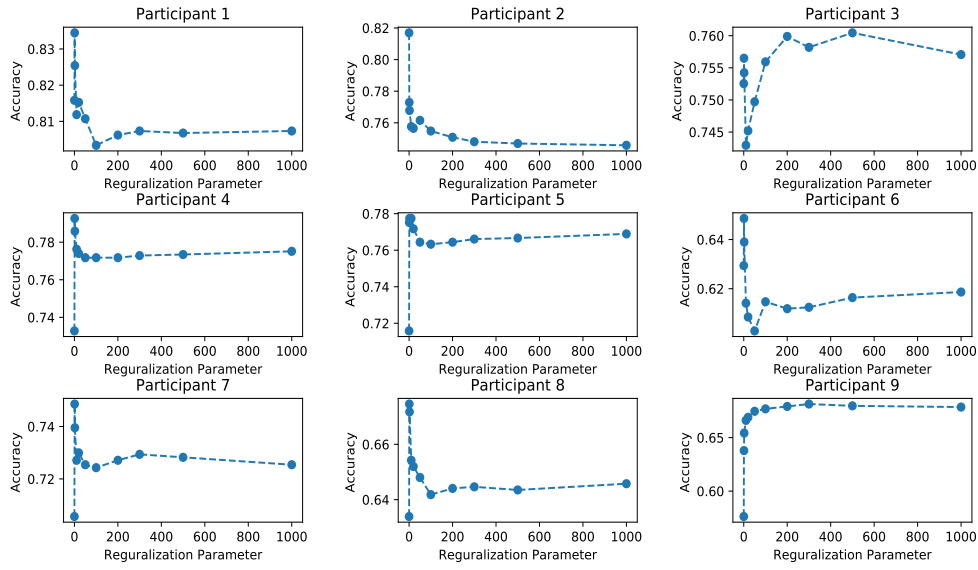 Participant 1
Participant 2
Participant 3
Accuracy
0.83
0.82
0.81
0 200 400 600 800 1000
Reguralization Parameter
Accuracy
0.82
0.80
0.78
0.76
0 200 400 600 800 1000
Reguralization Parameter
Accuracy
0.760
0.755
0.750
0.745
0 200 400 600 800 1000
Reguralization Parameter
Participant 4
Participant 5
Participant 6
Accuracy
0.78
0.76
0.74
0 200 400 600 800 1000
Reguralization Parameter
Accuracy
0.78
0.76
0.74
0.72
0 200 400 600 800 1000
Reguralization Parameter
Accuracy
0.64
0.62
0 200 400 600 800 1000
Reguralization Parameter
Participant 7
Participant 8
Participant 9
Accuracy
0.74
0.72
0 200 400 600 800 1000
Reguralization Parameter
Accuracy
0.66
0.64
0 200 400 600 800 1000
Reguralization Parameter
Accuracy
0.65
0.60
0 200 400 600 800 1000
Reguralization Parameter